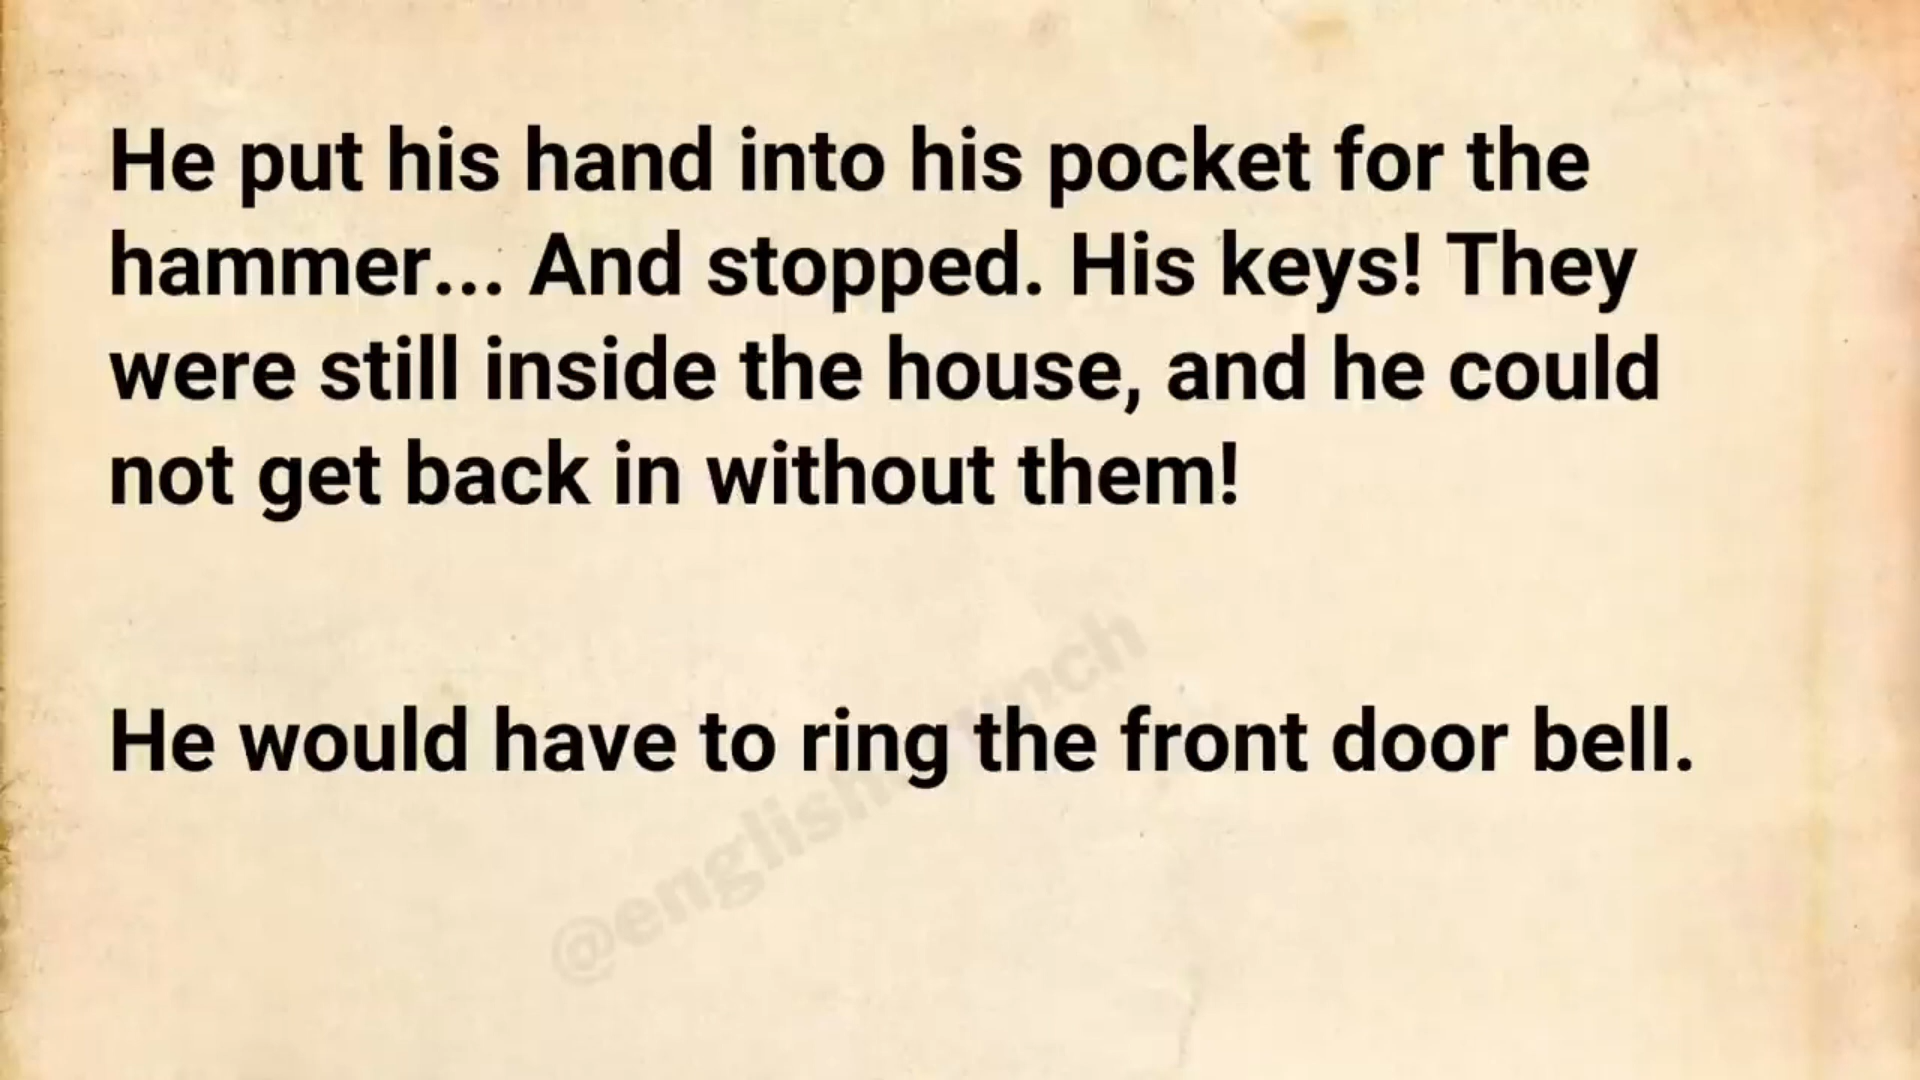 He put his hand into his pocket for the
hammer... And stopped. His keys! They
were still inside the house, and he could
not get back in without them!
He would have to ring the front door bell.